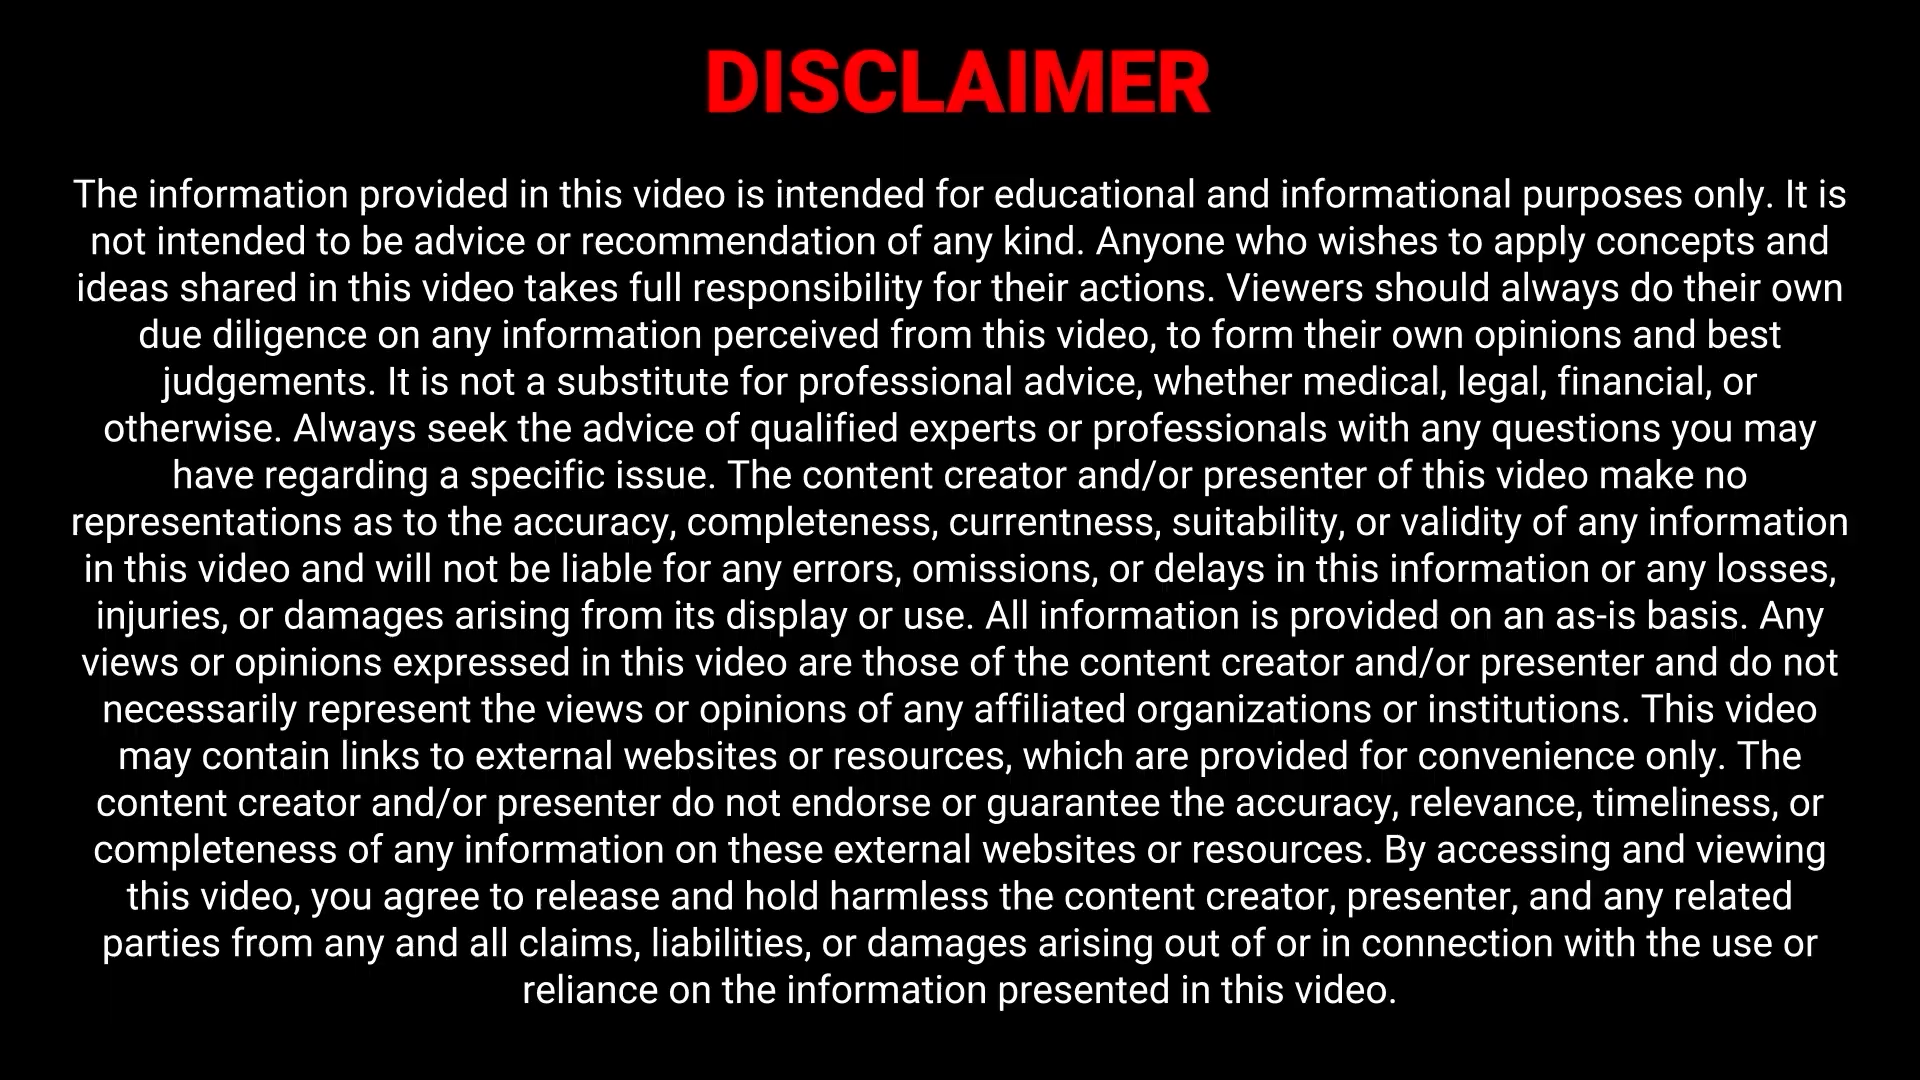 DISCLAIMER
The information provided in this video is intended for educational and informational purposes only. It is
not intended to be advice or recommendation of any kind. Anyone who wishes to apply concepts and
ideas shared in this video takes full responsibility for their actions. Viewers should always do their own
due diligence on any information perceived from this video, to form their own opinions and best
judgements. It is not a substitute for professional advice, whether medical, legal, financial, or
otherwise. Always seek the advice of qualified experts or professionals with any questions you may
have regarding a specific issue. The content creator and/or presenter of this video make no
representations as to the accuracy, completeness, currentness, suitability, or validity of any information
in this video and will not be liable for any errors, omissions, or delays in this information or any losses,
injuries, or damages arising from its display or use. All information is provided on an as-is basis. Any
views or opinions expressed in this video are those of the content creator and/or presenter and do not
necessarily represent the views or opinions of any affiliated organizations or institutions. This video
may contain links to external websites or resources, which are provided for convenience only. The
content creator and/or presenter do not endorse or guarantee the accuracy, relevance, timeliness, or
completeness of any information on these external websites or resources. By accessing and viewing
this video, you agree to release and hold harmless the content creator, presenter, and any related
parties from any and all claims, liabilities, or damages arising out of or in connection with the use or
reliance on the information presented in this video.